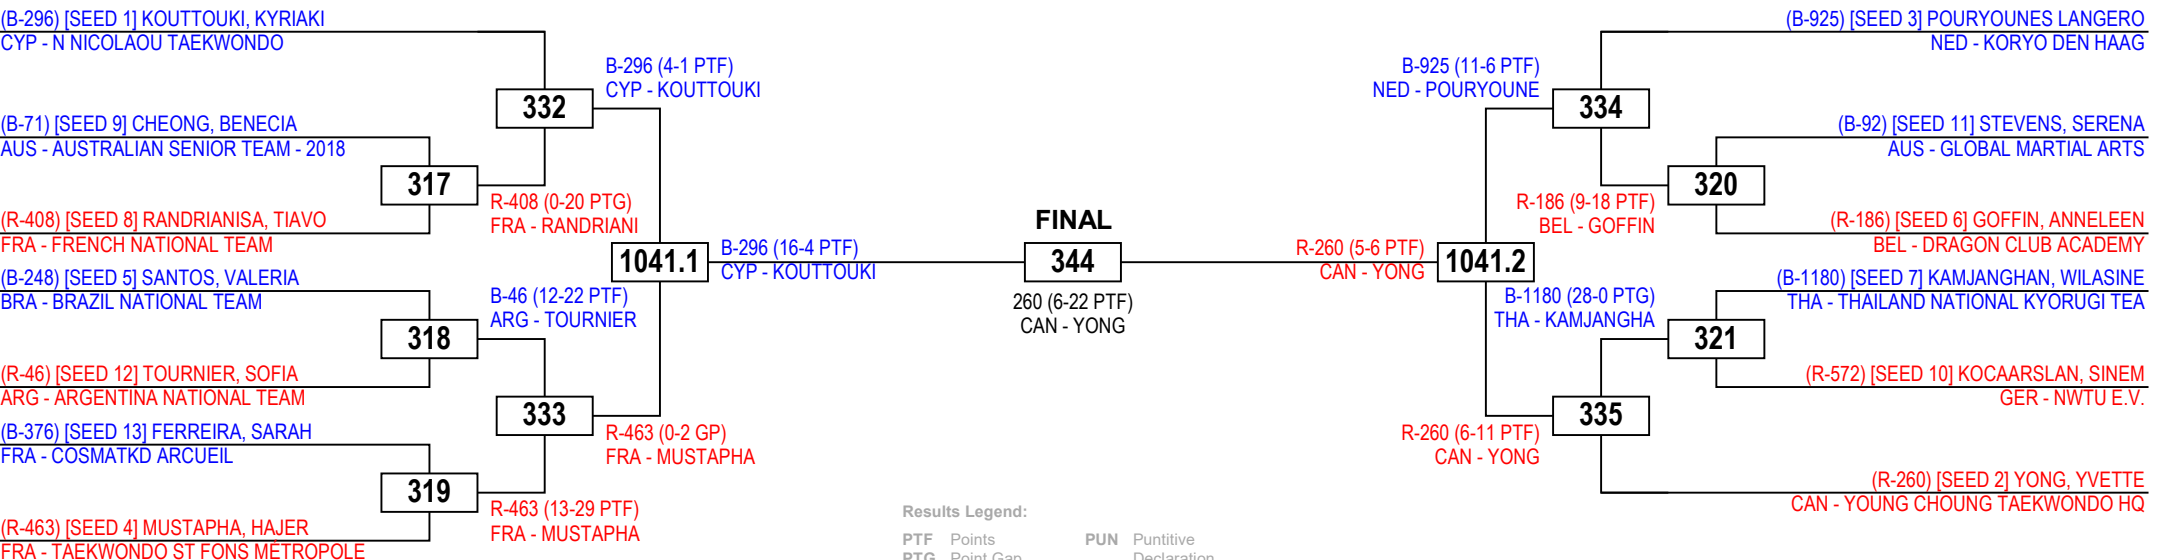 (B-296) [SEED 1] KOUTTOUKI, KYRIAKI
CYP - N NICOLAOU TAEKWONDO
(B-71) [SEED 9] CHEONG, BENECIA
AUS - AUSTRALIAN SENIOR TEAM - 2018
(R-408) [SEED 8] RANDRIANISA, TIAVO
FRA - FRENCH NATIONAL TEAM
(B-248) [SEED 5] SANTOS, VALERIA
BRA - BRAZIL NATIONAL TEAM
(R-46) [SEED 12] TOURNIER, SOFIA
ARG - ARGENTINA NATIONAL TEAM
(B-376) [SEED 13] FERREIRA, SARAH
FRA - COSMATKD ARCUEIL
(R-463) [SEED 4] MUSTAPHA, HAJER
FRA - TAEKWONDO ST FONS MÉTROPOLE
317
318
319
R-408 (0-20 PTG)
FRA - RANDRIANI
B-46 (12-22 PTF)
ARG - TOURNIER
R-463 (13-29 PTF)
FRA - MUSTAPHA
332
333
B-296 (4-1 PTF)
CYP - KOUTTOUKI
R-463 (0-2 GP)
FRA - MUSTAPHA
1041.1
B-296 (16-4 PTF)
CYP - KOUTTOUKI
FINAL
344
260 (6-22 PTF)
CAN - YONG
R-260 (5-6 PTF)
CAN - YONG
1041.2
B-925 (11-6 PTF)
NED - POURYOUNE
R-260 (6-11 PTF)
CAN - YONG
334
335
R-186 (9-18 PTF)
BEL - GOFFIN
B-1180 (28-0 PTG)
THA - KAMJANGHA
320
321
(B-925) [SEED 3] POURYOUNES LANGERO
NED - KORYO DEN HAAG
(B-92) [SEED 11] STEVENS, SERENA
AUS - GLOBAL MARTIAL ARTS
(R-186) [SEED 6] GOFFIN, ANNELEEN
BEL - DRAGON CLUB ACADEMY
(B-1180) [SEED 7] KAMJANGHAN, WILASINE
THA - THAILAND NATIONAL KYORUGI TEA
(R-572) [SEED 10] KOCAARSLAN, SINEM
GER - NWTU E.V.
(R-260) [SEED 2] YONG, YVETTE
CAN - YOUNG CHOUNG TAEKWONDO HQ
Results Legend:
PTF Points PUN Puntitive
PTG Point Gap Declaration